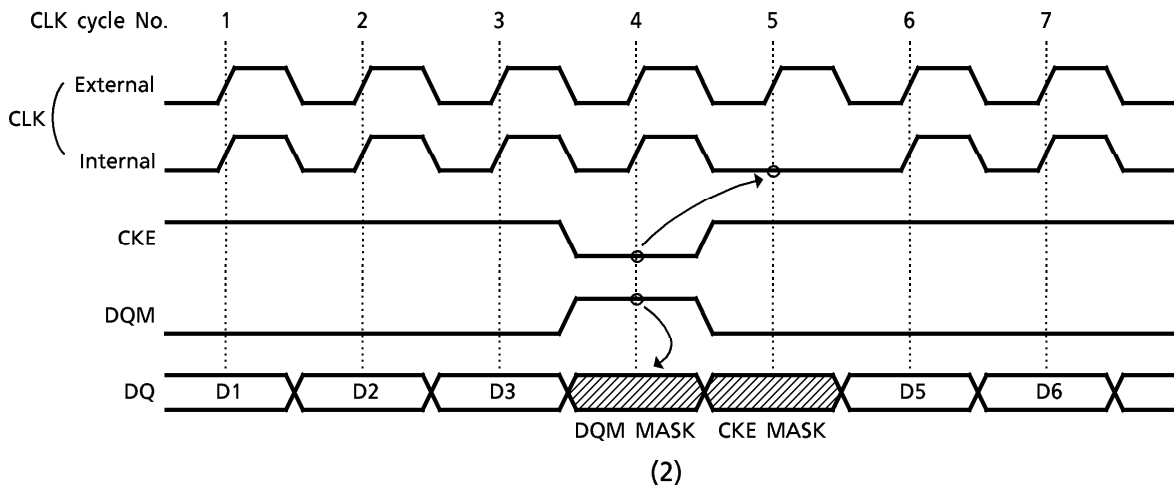 CLK cycle No. 1 2 3 4 5 6 7
External
CLK
Internal
CKE
DQM
DQ D1 D2 D3 D5 D6
DQM MASK CKE MASK
(2)